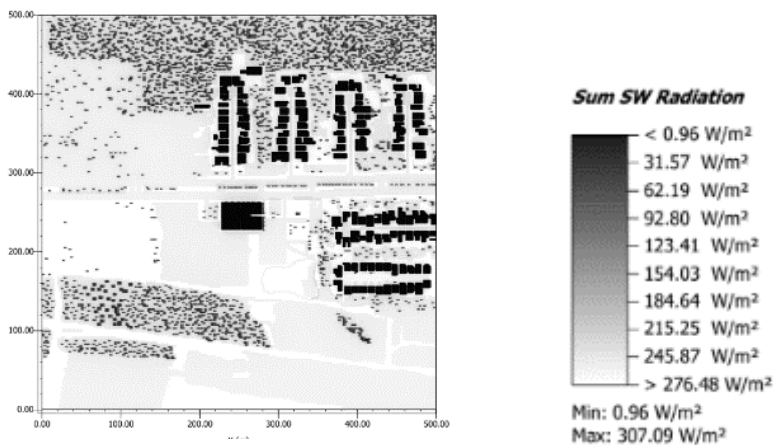 500.00
400.00
300.00
200.00
100.00
0.00
0.00 100.00 200.00 300.00 400.00 500.00
Sum SW Radiation
< 0.96 W/m²
31.57 W/m²
62.19 W/m²
92.80 W/m²
123.41 W/m²
154.03 W/m²
184.64 W/m²
215.25 W/m²
245.87 W/m²
> 276.48 W/m²
Min: 0.96 W/m²
Max: 307.09 W/m²